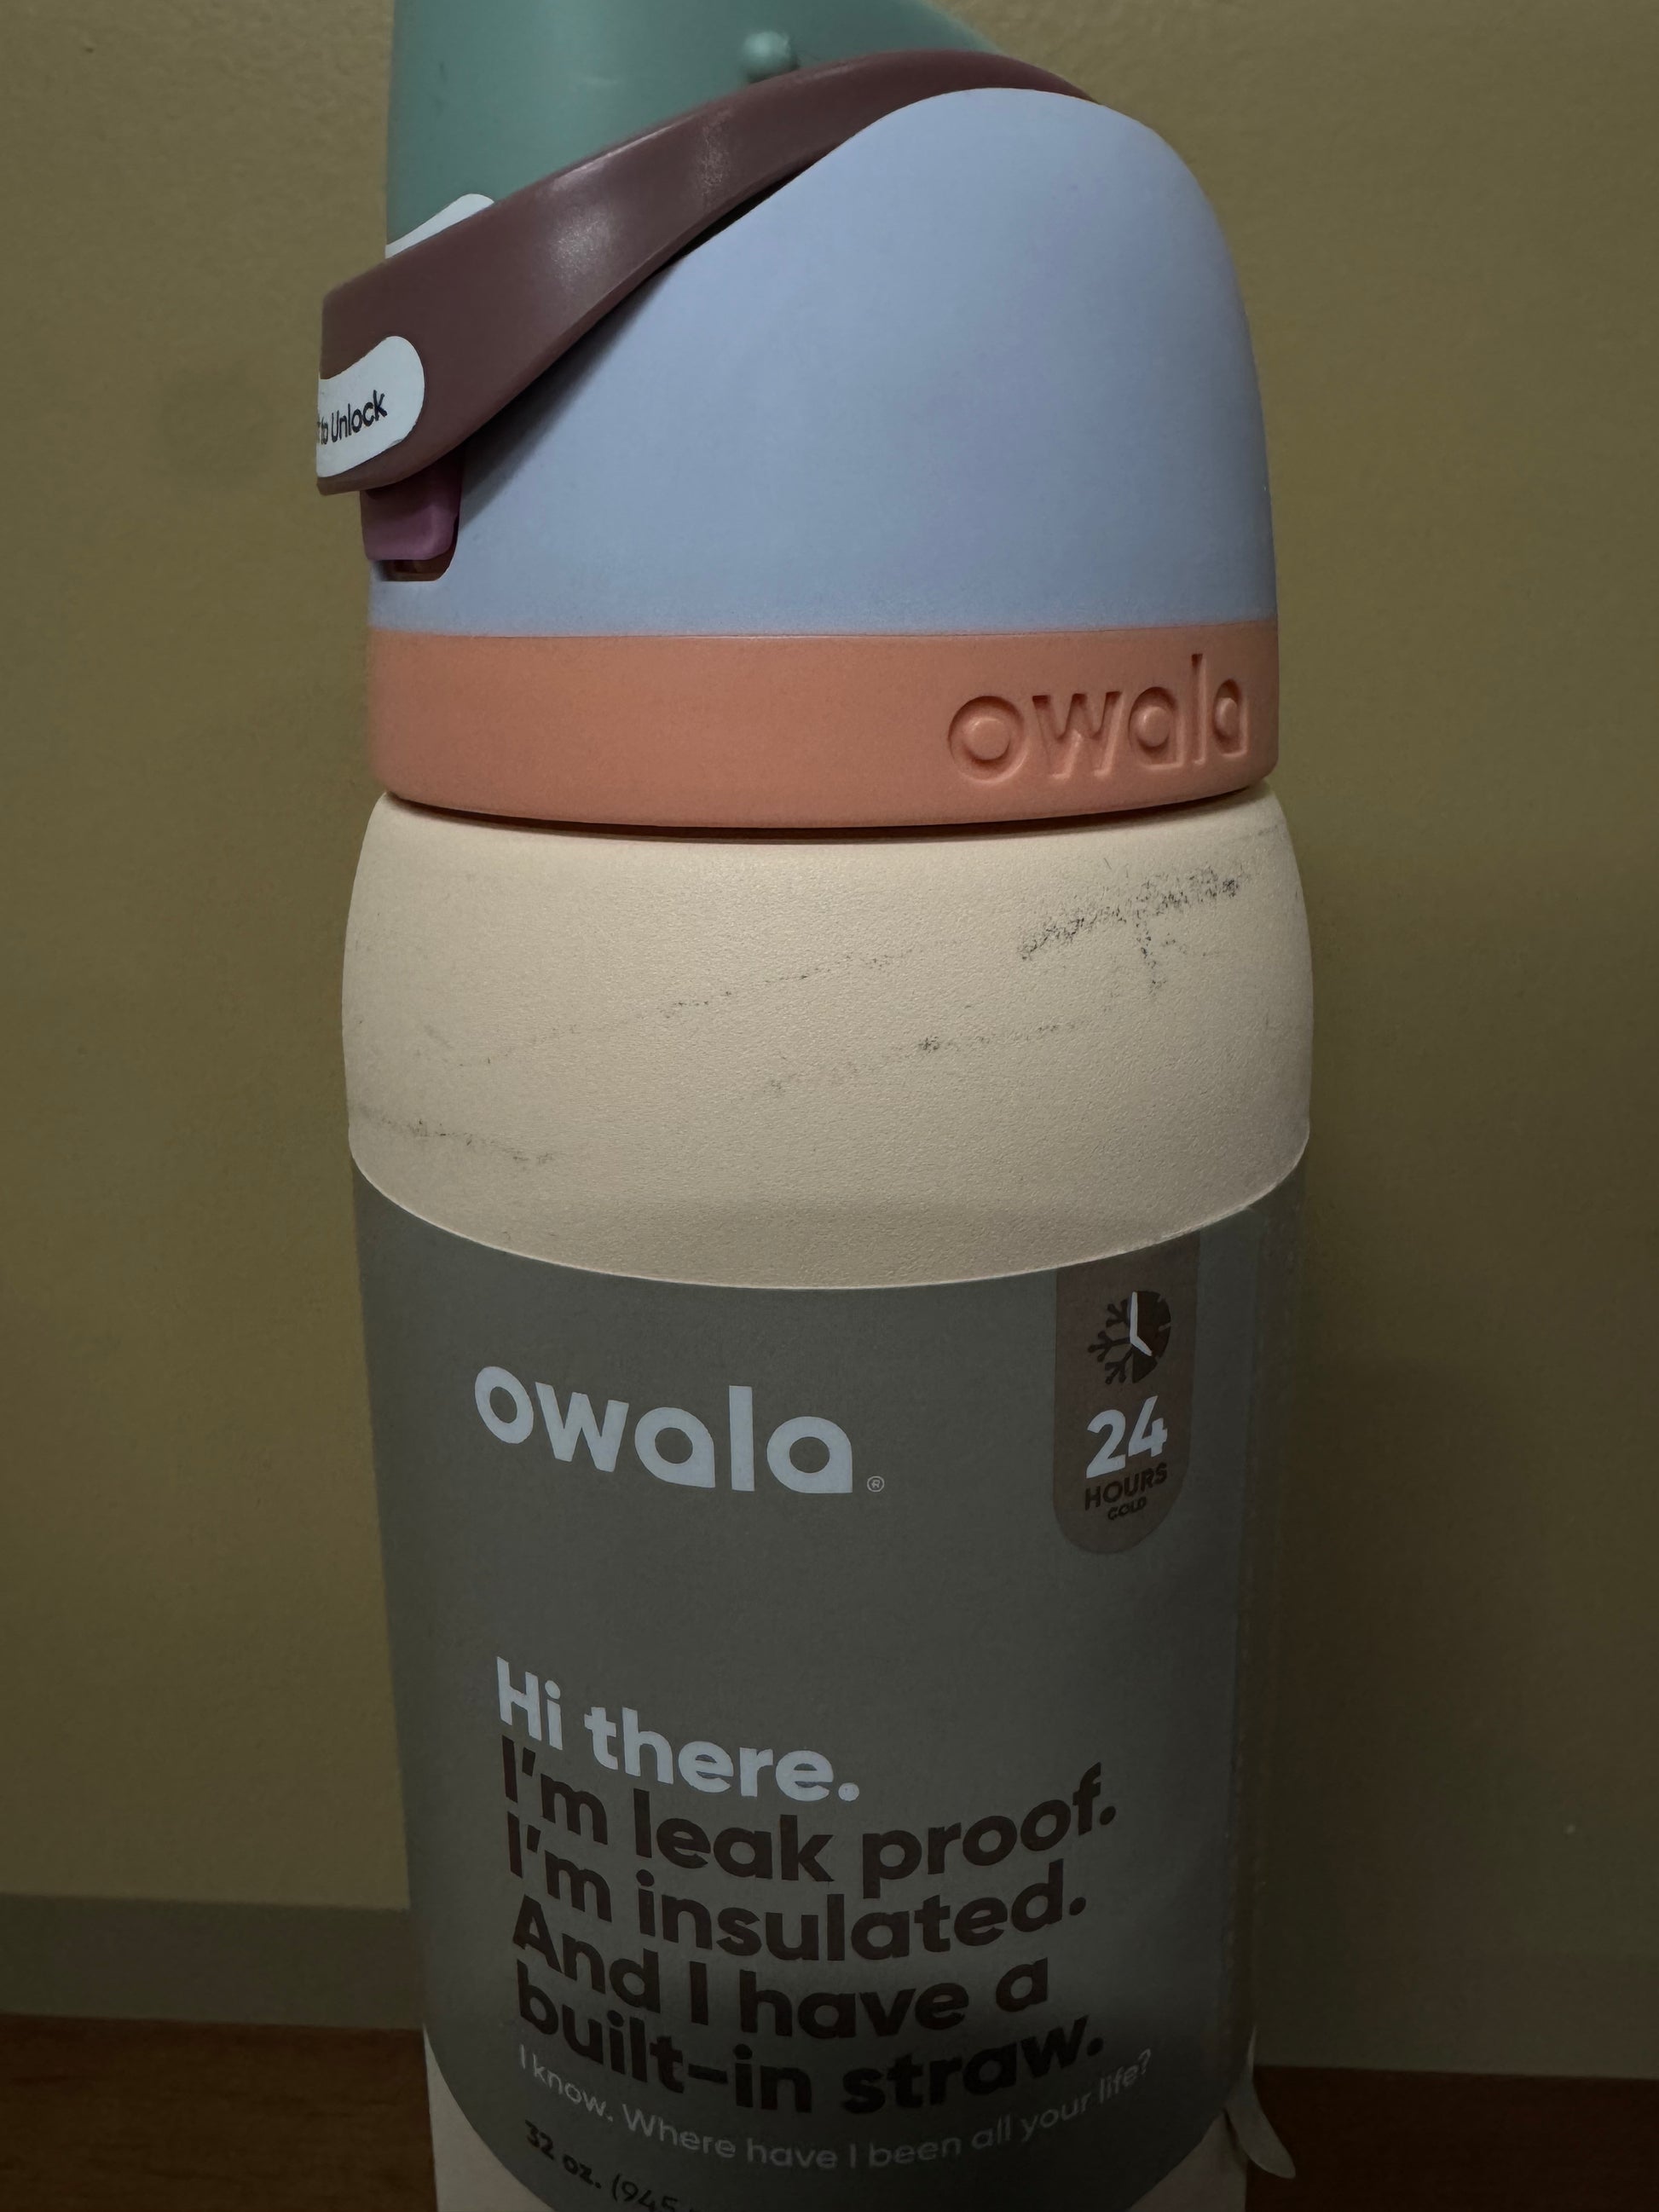 to Unlock
owala
owala®
24
HOURS
COLD
Hi there.
I'm leak proof.
I'm insulated.
And I have a
built-in straw.
I know. Where have I been all your life?
32 oz. (945